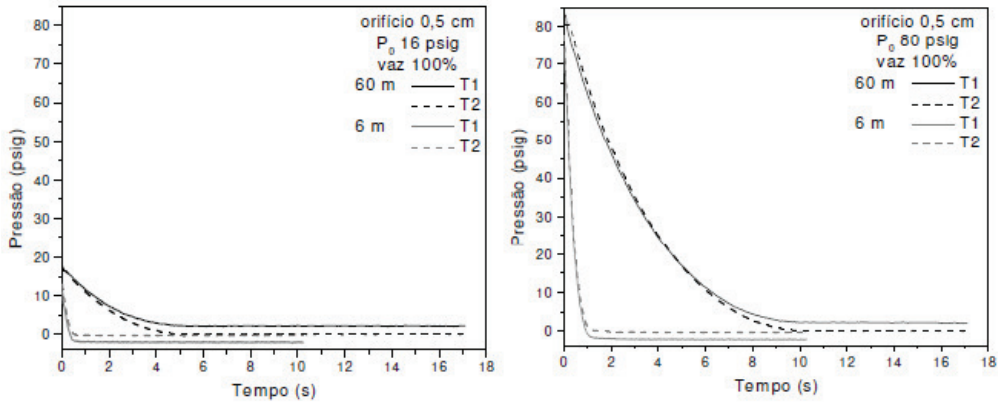 orifício 0,5 cm
P0 16 psig
vaz 100%
60 m T1
T2
6 m T1
T2
80
70
60
50
40
30
20
10
0
Pressão (psig)
0 2 4 6 8 10 12 14 16 18
Tempo (s)
orifício 0,5 cm
P0 80 psig
vaz 100%
60 m T1
T2
6 m T1
T2
80
70
60
50
40
30
20
10
0
Pressão (psig)
0 2 4 6 8 10 12 14 16 18
Tempo (s)